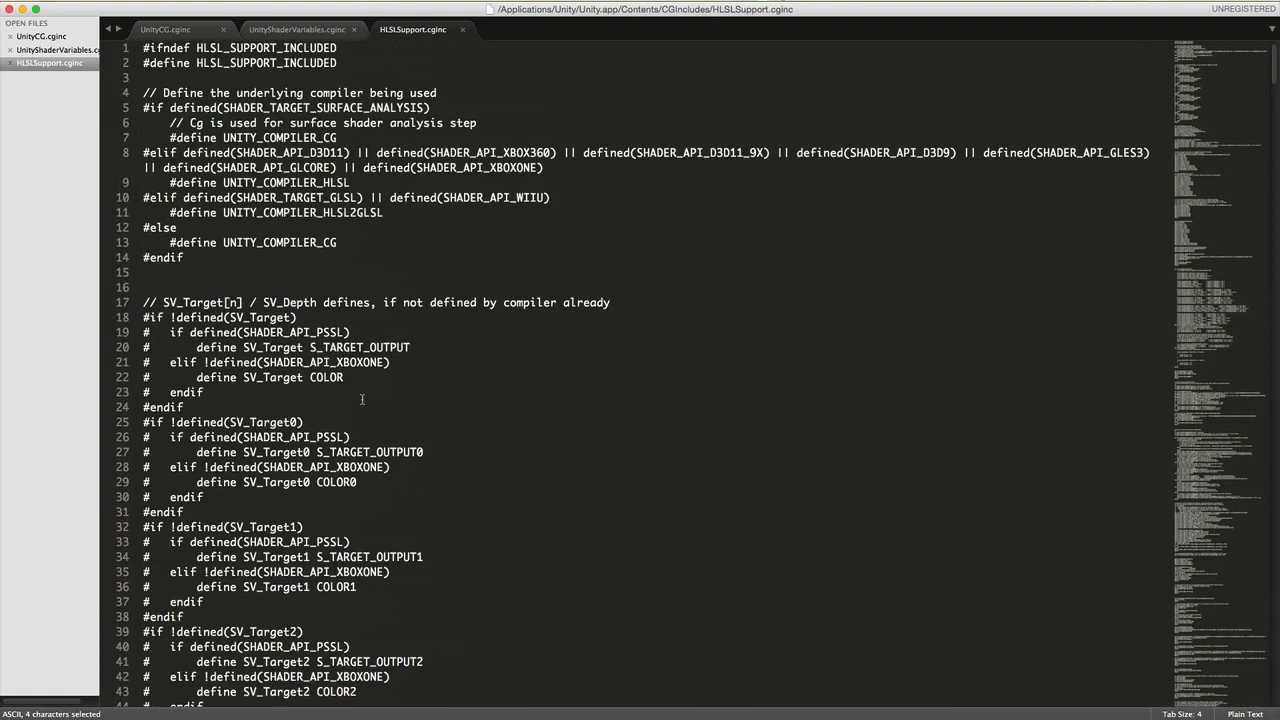 /Applications/Unity/Unity.app/Contents/CGIncludes/HLSLSupport.cginc
UNREGISTERED
OPEN FILES
UnityCG.cginc
UnityShaderVariables.cg
HLSLSupport.cginc
UnityCG.cginc
UnityShaderVariables.cginc
HLSLSupport.cginc
1 #ifndef HLSL_SUPPORT_INCLUDED
2 #define HLSL_SUPPORT_INCLUDED
3
4 // Define the underlying compiler being used
5 #if defined(SHADER_TARGET_SURFACE_ANALYSIS)
6 // Cg is used for surface shader analysis step
7 #define UNITY_COMPILER_CG
8 #elif defined(SHADER_API_D3D11) || defined(SHADER_API_XBOX360) || defined(SHADER_API_D3D11_9X) || defined(SHADER_API_PSSL) || defined(SHADER_API_GLES3)
|| defined(SHADER_API_GLCORE) || defined(SHADER_API_XBOXONE)
9 #define UNITY_COMPILER_HLSL
10 #elif defined(SHADER_TARGET_GLSL) || defined(SHADER_API_WIIU)
11 #define UNITY_COMPILER_HLSL2GLSL
12 #else
13 #define UNITY_COMPILER_CG
14 #endif
15
16
17 // SV_Target[n] / SV_Depth defines, if not defined by compiler already
18 #if !defined(SV_Target)
19 # if defined(SHADER_API_PSSL)
20 # define SV_Target S_TARGET_OUTPUT
21 # elif !defined(SHADER_API_XBOXONE)
22 # define SV_Target COLOR
23 # endif
24 #endif
25 #if !defined(SV_Target0)
26 # if defined(SHADER_API_PSSL)
27 # define SV_Target0 S_TARGET_OUTPUT0
28 # elif !defined(SHADER_API_XBOXONE)
29 # define SV_Target0 COLOR0
30 # endif
31 #endif
32 #if !defined(SV_Target1)
33 # if defined(SHADER_API_PSSL)
34 # define SV_Target1 S_TARGET_OUTPUT1
35 # elif !defined(SHADER_API_XBOXONE)
36 # define SV_Target1 COLOR1
37 # endif
38 #endif
39 #if !defined(SV_Target2)
40 # if defined(SHADER_API_PSSL)
41 # define SV_Target2 S_TARGET_OUTPUT2
42 # elif !defined(SHADER_API_XBOXONE)
43 # define SV_Target2 COLOR2
# endif
ASCII, 4 characters selected
Tab Size: 4
Plain Text